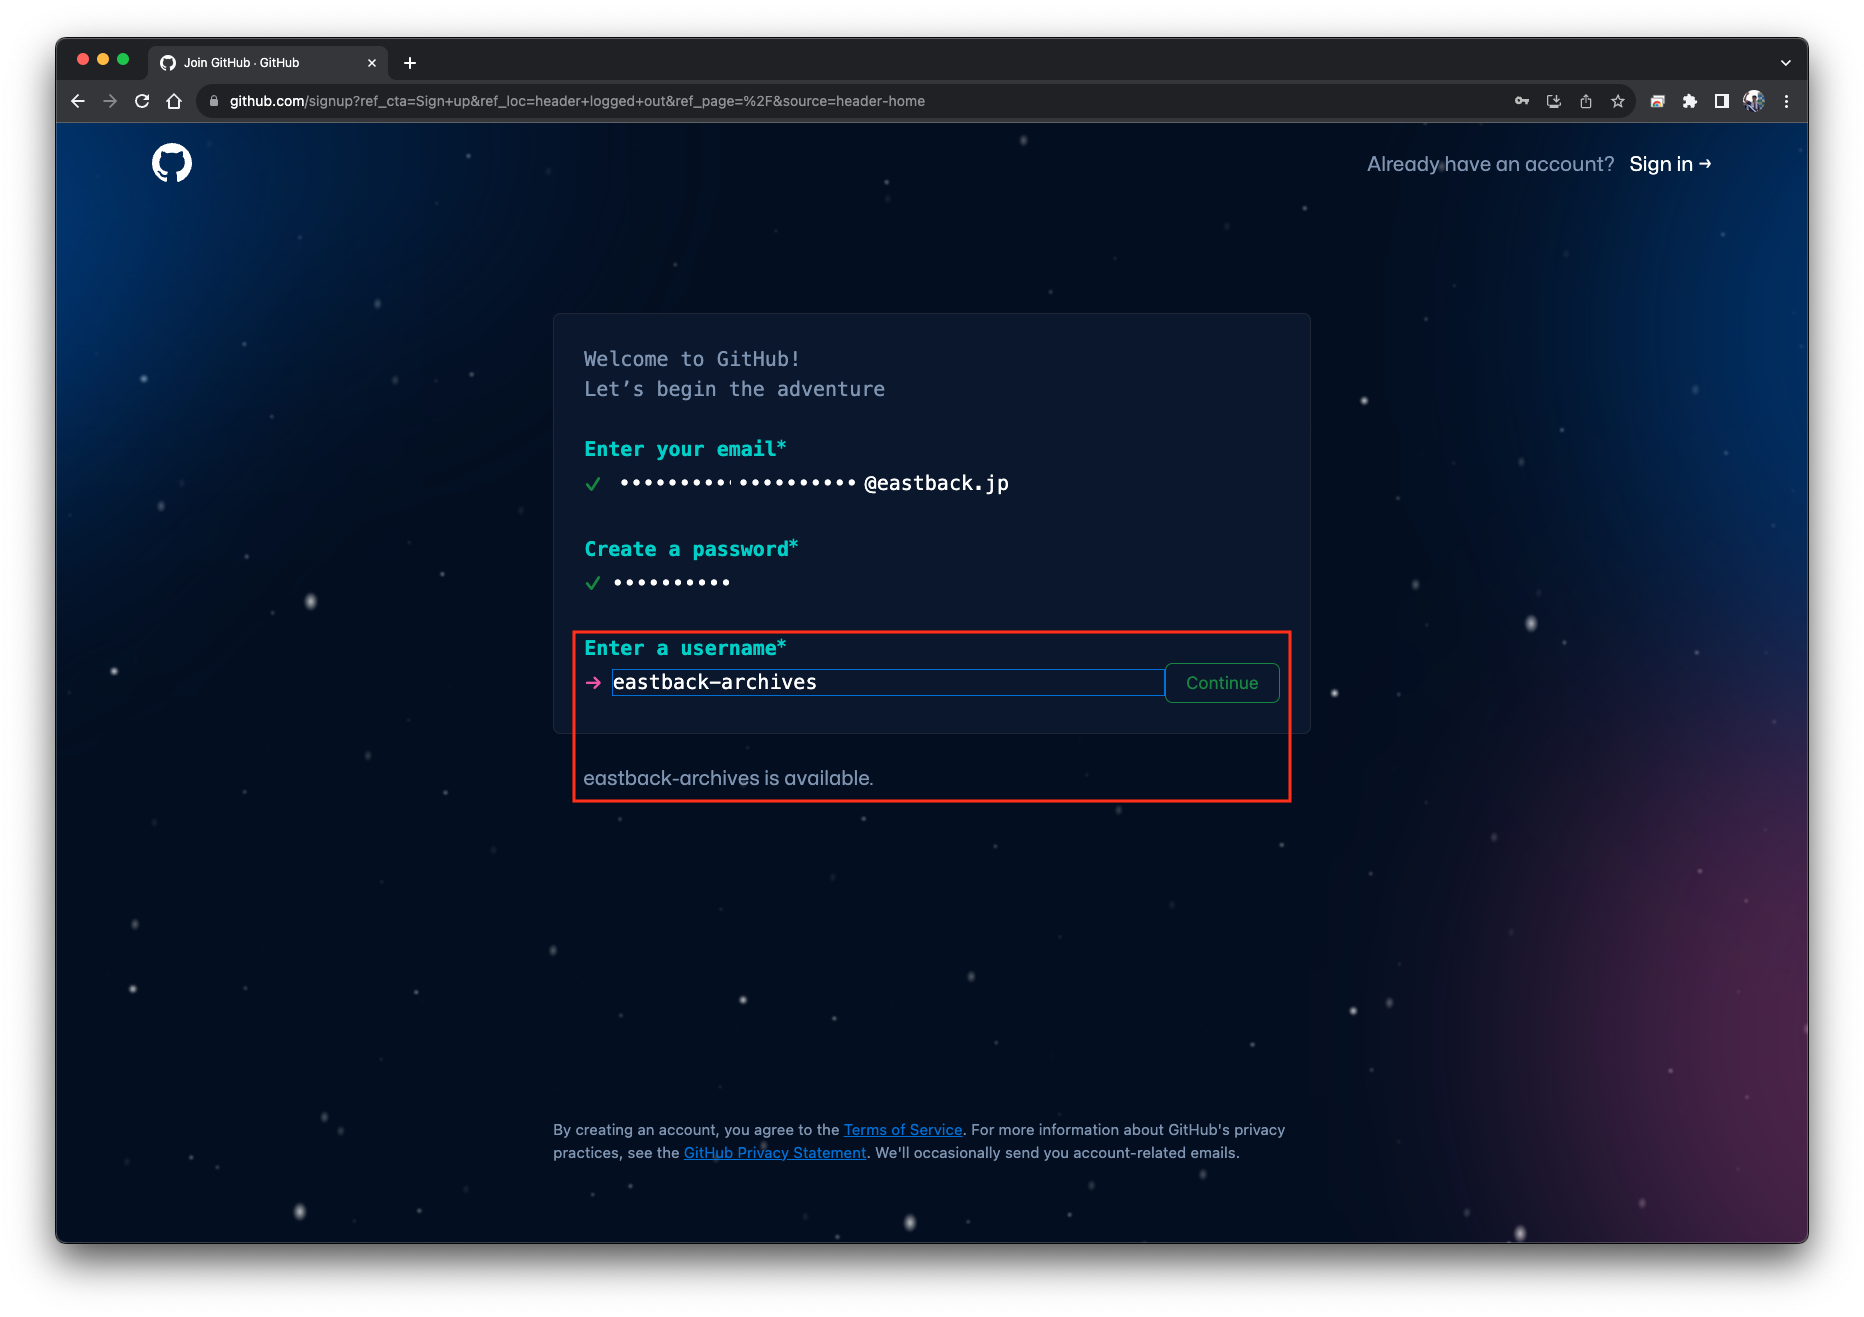 Join GitHub · GitHub
github.com/signup?ref_cta=Sign+up&ref_loc=header+logged+out&ref_page=%2F&source=header-home
Already have an account? Sign in →
Welcome to GitHub!
Let’s begin the adventure
Enter your email*
✓ •••••••••• •••••••••• @eastback.jp
Create a password*
✓ ••••••••••
Enter a username*
→ eastback-archives Continue
eastback-archives is available.
By creating an account, you agree to the Terms of Service. For more information about GitHub's privacy
practices, see the GitHub Privacy Statement. We'll occasionally send you account-related emails.